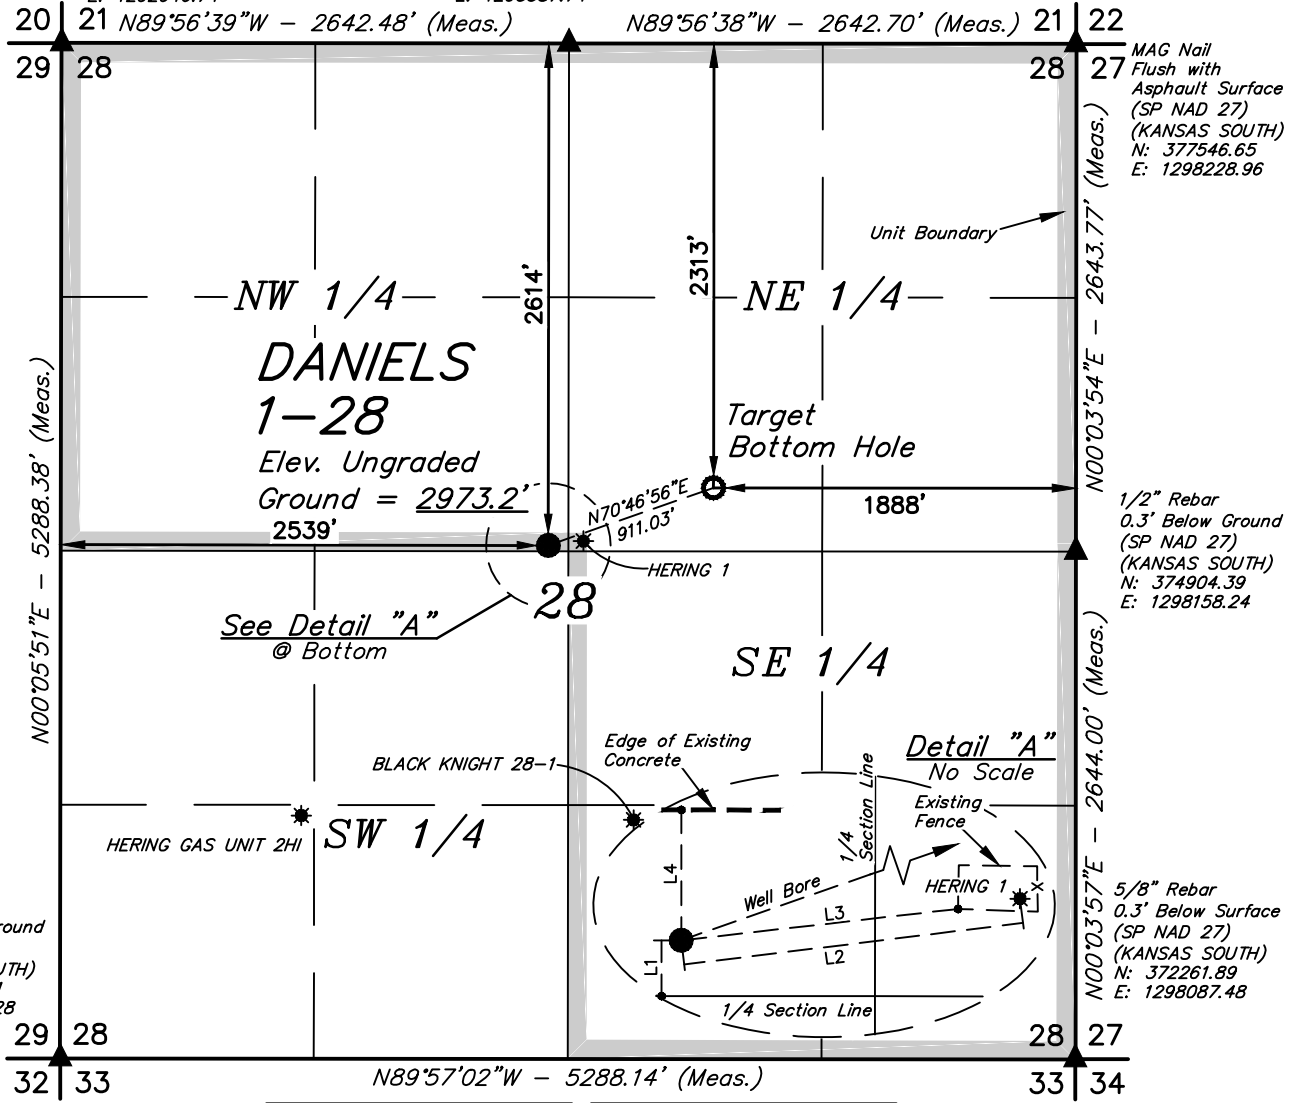 20 21 N89°56'39"W - 2642.48' (Meas.) N89°56'38" W - 2642.70' (Meas.) 21 22
29 28
28 27
MAG Nail
Flush with
Asphault Surface
(SP NAD 27)
(KANSAS SOUTH)
N: 377546.65
E: 1298228.96
Unit Boundary
N00°03'54"E - 2643.77' (Meas.)
2614'
2313'
NW 1/4
NE 1/4
DANIELS
1-28
Elev. Ungraded
Ground = 2973.2'
Target
Bottom Hole
N70°46'56"E
911.03'
1888'
2539'
HERING 1
28
N00°05'51"E - 5288.38' (Meas.)
1/2" Rebar
0.3' Below Ground
(SP NAD 27)
(KANSAS SOUTH)
N: 374904.39
E: 1298158.24
See Detail "A"
@ Bottom
SE 1/4
BLACK KNIGHT 28-1
Edge of Existing
Concrete
Detail "A"
No Scale
1/4
Section Line
Existing
Fence
HERING GAS UNIT 2HI
SW 1/4
L4
Well Bore
HERING 1
X
L3
L2
L1
1/4 Section Line
N00°03'57"E - 2644.00' (Meas.)
5/8" Rebar
0.3' Below Surface
(SP NAD 27)
(KANSAS SOUTH)
N: 372261.89
E: 1298087.48
29 28
28 27
32 33
N89°57'02"W - 5288.14' (Meas.)
33 34